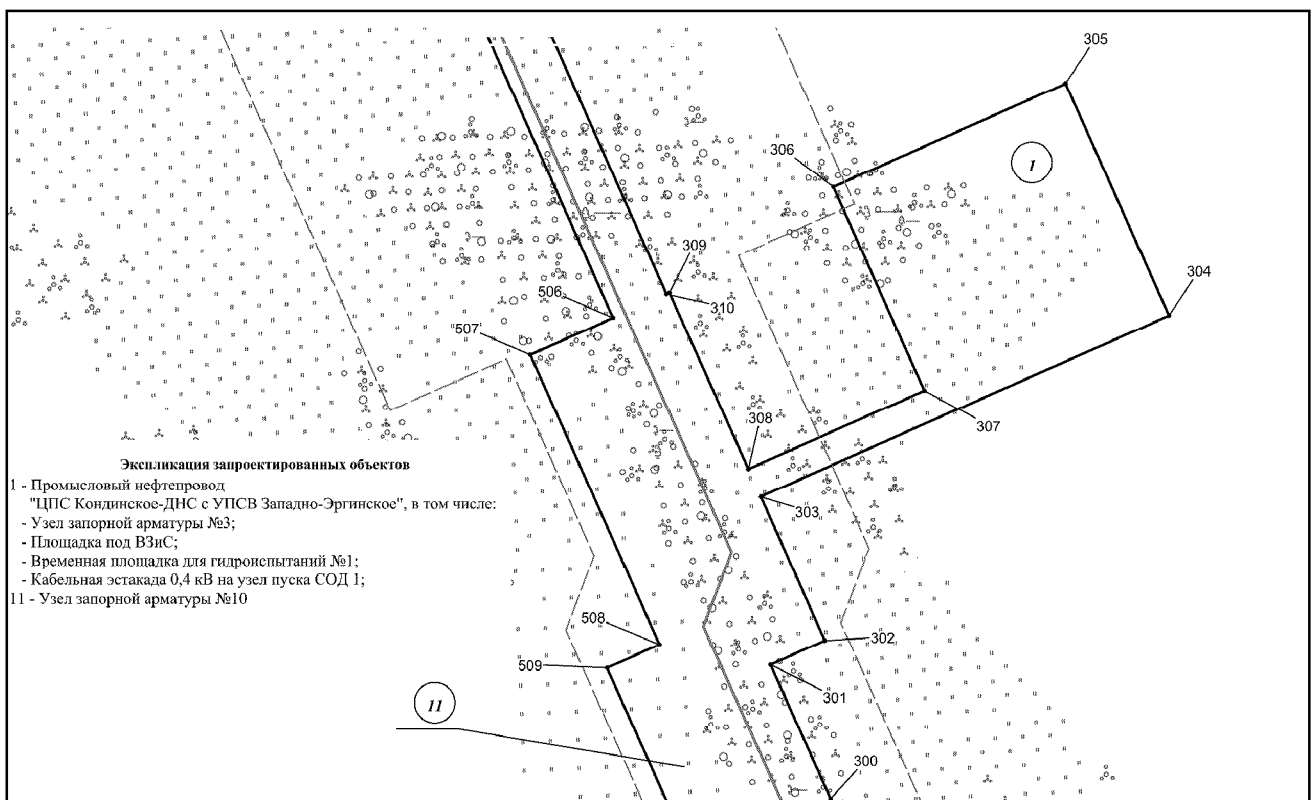 305
306
1
309
304
506
310
507
308
307
Экспликация запроектированных объектов
1 - Промысловый нефтепровод
"ЦПС Кондинское-ДНС с УПСВ Западно-Эргинское", в том числе:
- Узел запорной арматуры №3;
- Площадка под ВЗиС;
- Временная площадка для гидроиспытаний №1;
- Кабельная эстакада 0,4 кВ на узел пуска СОД 1;
11 - Узел запорной арматуры №10
303
508
302
509
301
11
300